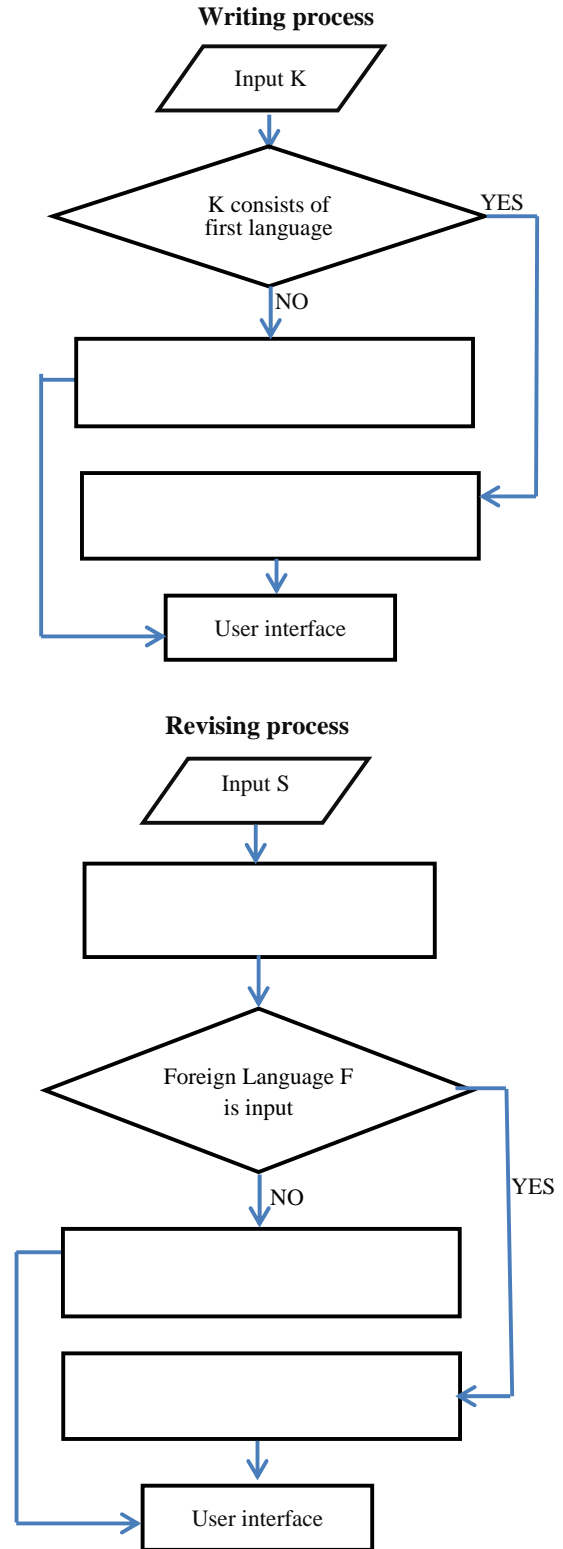 Writing process
Input K
K consists of
first language
YES
NO
User interface
Revising process
Input S
Foreign Language F
is input
YES
NO
User interface